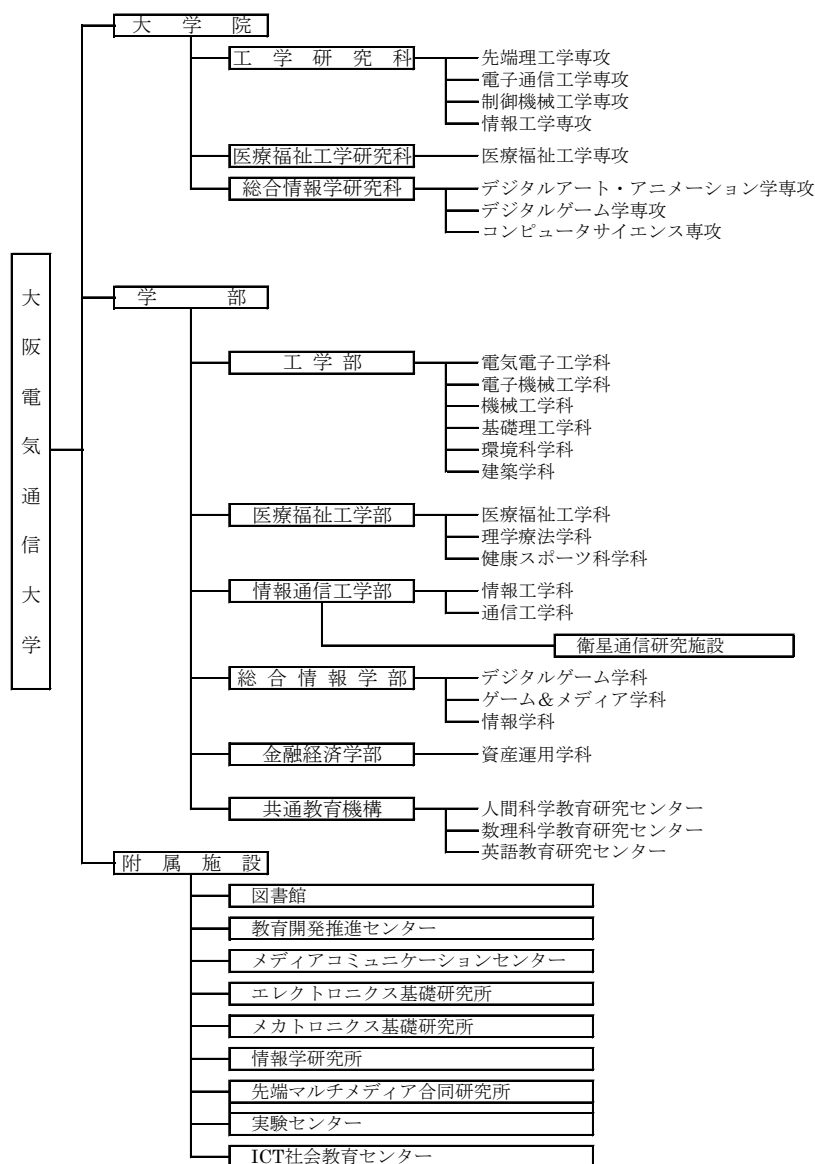 大学院
工学研究科
先端理工学専攻
電子通信工学専攻
制御機械工学専攻
情報工学専攻
医療福祉工学研究科
医療福祉工学専攻
総合情報学研究科
デジタルアート・アニメーション学専攻
デジタルゲーム学専攻
コンピュータサイエンス専攻
大阪電気通信大学
学部
工学部
電気電子工学科
電子機械工学科
機械工学科
基礎理工学科
環境科学科
建築学科
医療福祉工学部
医療福祉工学科
理学療法学科
健康スポーツ科学科
情報通信工学部
情報工学科
通信工学科
衛星通信研究施設
総合情報学部
デジタルゲーム学科
ゲーム&メディア学科
情報学科
金融経済学部
資産運用学科
共通教育機構
人間科学教育研究センター
数理科学教育研究センター
英語教育研究センター
附属施設
図書館
教育開発推進センター
メディアコミュニケーションセンター
エレクトロニクス基礎研究所
メカトロニクス基礎研究所
情報学研究所
先端マルチメディア合同研究所
実験センター
ICT社会教育センター